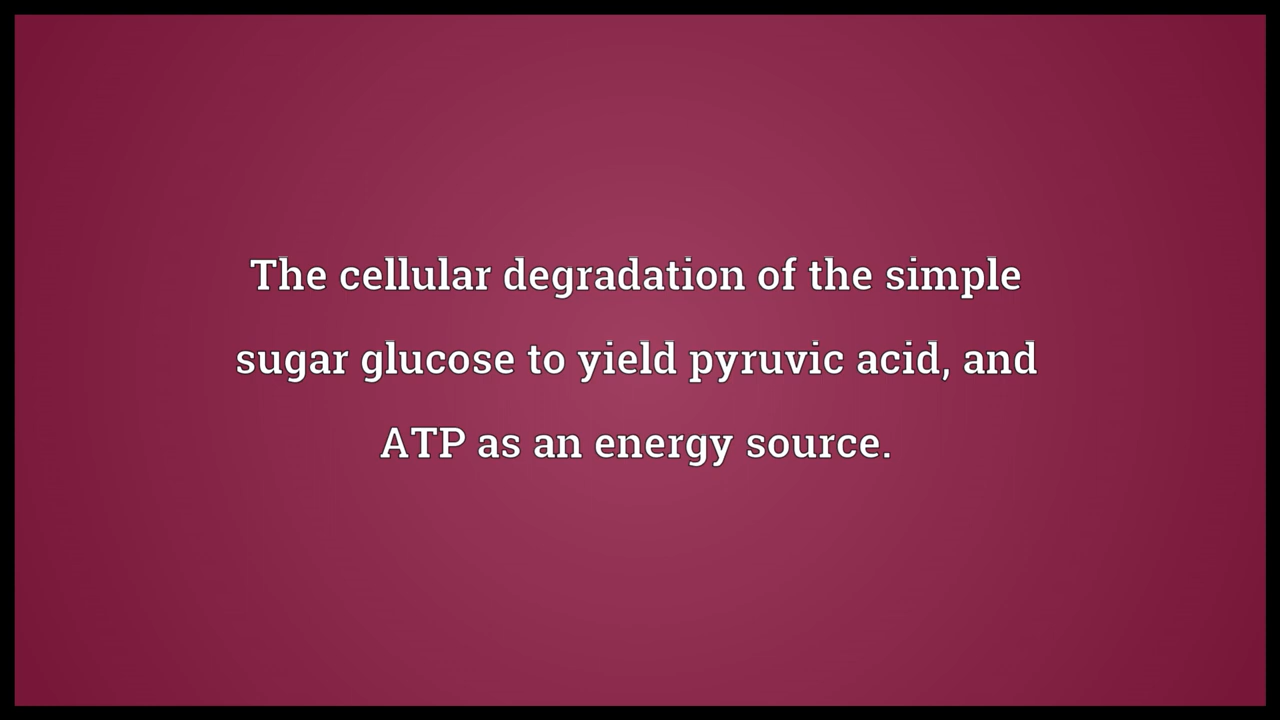 The cellular degradation of the simple
sugar glucose to yield pyruvic acid, and
ATP as an energy source.